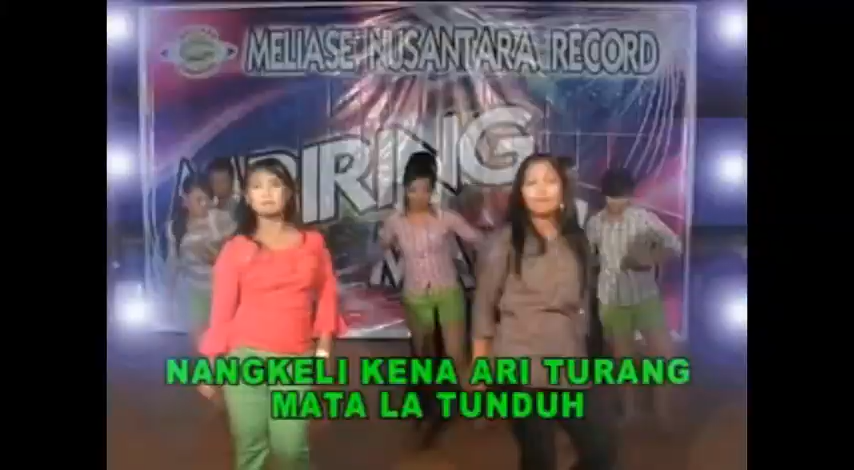 MELIASE NUSANTARA RECORD
NANGKELI KENA ARI TURANG
MATA LA TUNDUH